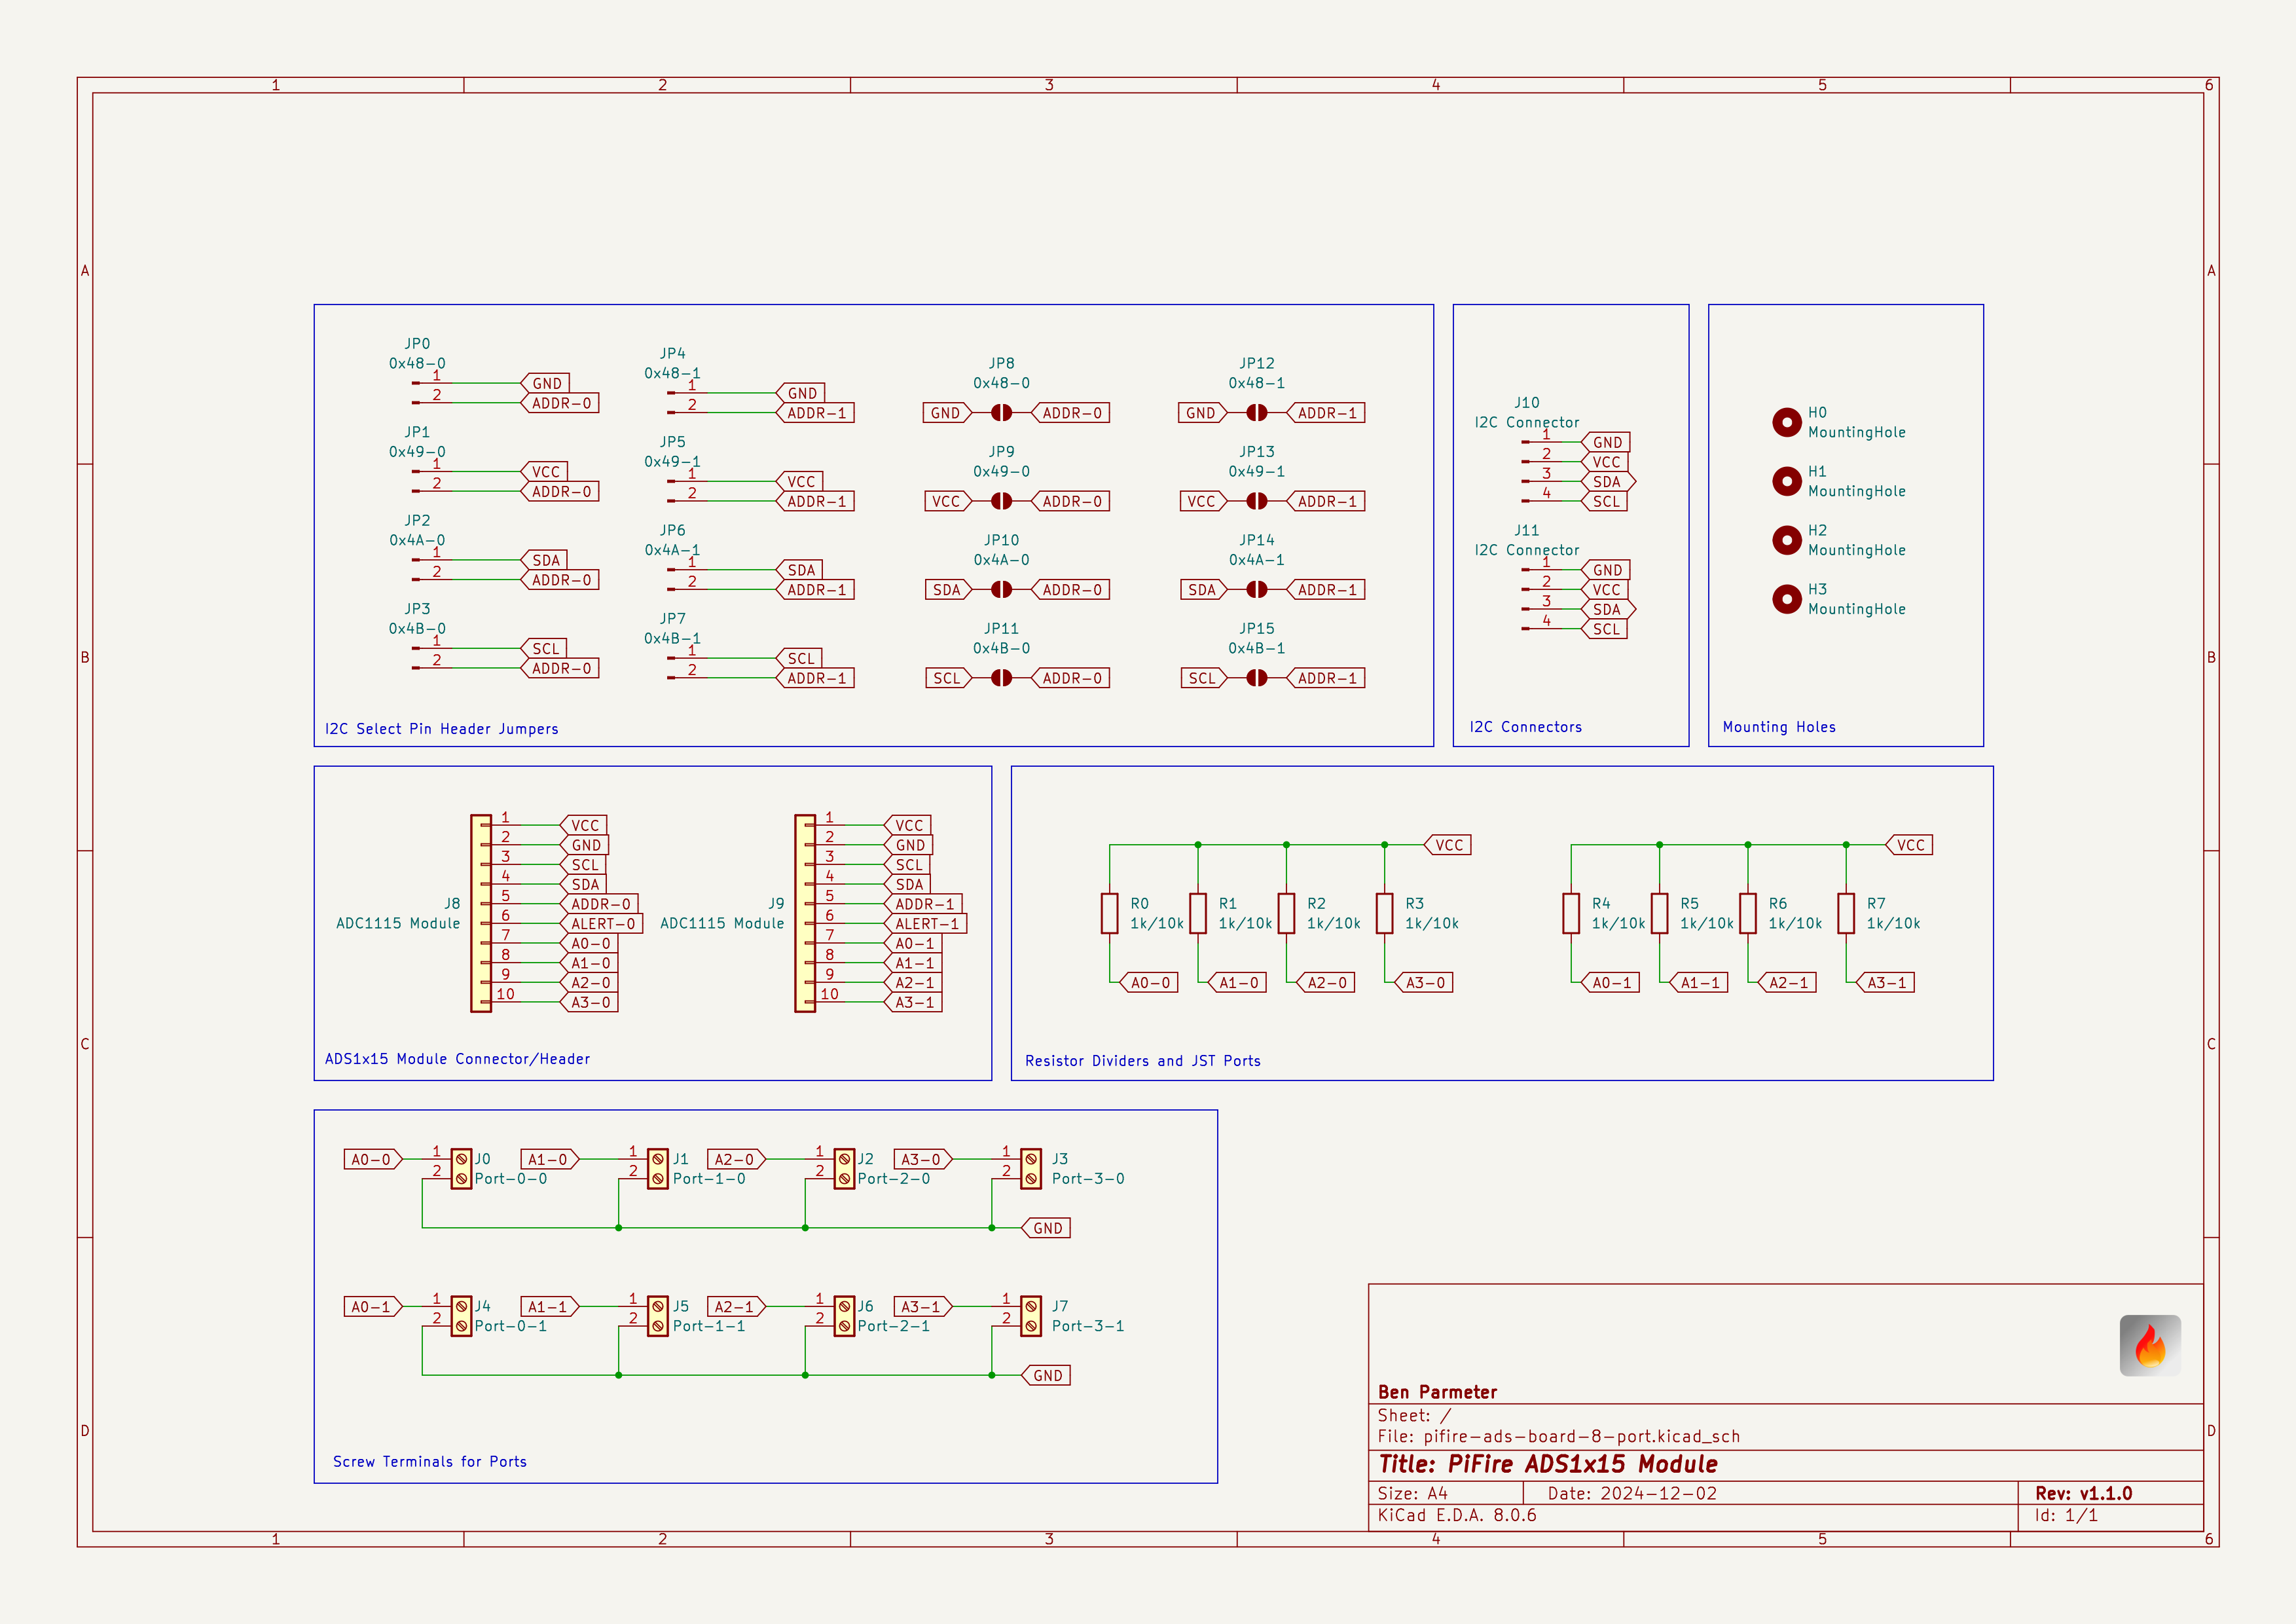 1 2 3 4 5 6
A A
B B
C C
D D
JP0
0x48-0
1 GND
2 ADDR-0
JP1
0x49-0
1 VCC
2 ADDR-0
JP2
0x4A-0
1 SDA
2 ADDR-0
JP3
0x4B-0
1 SCL
2 ADDR-0
JP4
0x48-1
1 GND
2 ADDR-1
JP5
0x49-1
1 VCC
2 ADDR-1
JP6
0x4A-1
1 SDA
2 ADDR-1
JP7
0x4B-1
1 SCL
2 ADDR-1
JP8
0x48-0
GND ADDR-0
JP9
0x49-0
VCC ADDR-0
JP10
0x4A-0
SDA ADDR-0
JP11
0x4B-0
SCL ADDR-0
JP12
0x48-1
GND ADDR-1
JP13
0x49-1
VCC ADDR-1
JP14
0x4A-1
SDA ADDR-1
JP15
0x4B-1
SCL ADDR-1
I2C Select Pin Header Jumpers
J10
I2C Connector
1 GND
2 VCC
3 SDA
4 SCL
J11
I2C Connector
1 GND
2 VCC
3 SDA
4 SCL
I2C Connectors
H0
MountingHole
H1
MountingHole
H2
MountingHole
H3
MountingHole
Mounting Holes
J8
ADC1115 Module
1 VCC
2 GND
3 SCL
4 SDA
5 ADDR-0
6 ALERT-0
7 A0-0
8 A1-0
9 A2-0
10 A3-0
J9
ADC1115 Module
1 VCC
2 GND
3 SCL
4 SDA
5 ADDR-1
6 ALERT-1
7 A0-1
8 A1-1
9 A2-1
10 A3-1
ADS1x15 Module Connector/Header
VCC VCC
R0 R1 R2 R3 R4 R5 R6 R7
1k/10k 1k/10k 1k/10k 1k/10k 1k/10k 1k/10k 1k/10k 1k/10k
A0-0 A1-0 A2-0 A3-0 A0-1 A1-1 A2-1 A3-1
Resistor Dividers and JST Ports
A0-0 1 J0 A1-0 1 J1 A2-0 1 J2 A3-0 1 J3
2 Port-0-0 2 Port-1-0 2 Port-2-0 2 Port-3-0
GND
A0-1 1 J4 A1-1 1 J5 A2-1 1 J6 A3-1 1 J7
2 Port-0-1 2 Port-1-1 2 Port-2-1 2 Port-3-1
GND
Screw Terminals for Ports
Ben Parmeter
Sheet: /
File: pifire-ads-board-8-port.kicad_sch
Title: PiFire ADS1x15 Module
Size: A4 Date: 2024-12-02 Rev: v1.1.0
KiCad E.D.A. 8.0.6 Id: 1/1
1 2 3 4 5 6